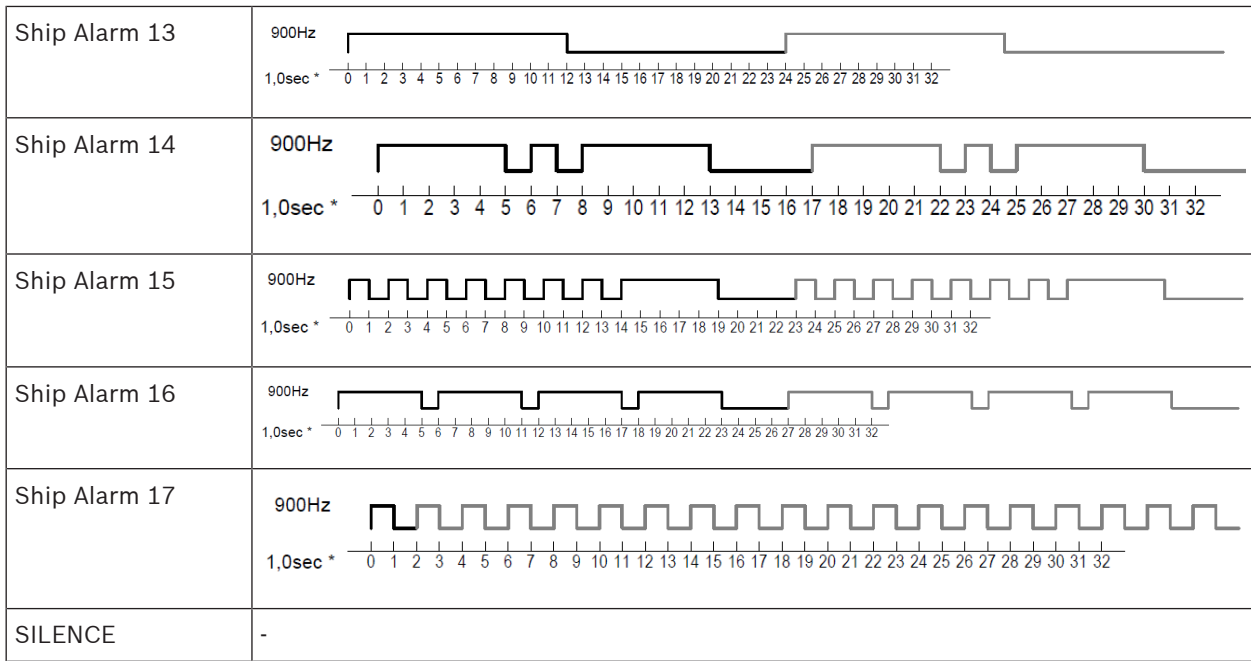 Ship Alarm 13
900Hz
1,0sec * 0 1 2 3 4 5 6 7 8 9 10 11 12 13 14 15 16 17 18 19 20 21 22 23 24 25 26 27 28 29 30 31 32
Ship Alarm 14
900Hz
1,0sec * 0 1 2 3 4 5 6 7 8 9 10 11 12 13 14 15 16 17 18 19 20 21 22 23 24 25 26 27 28 29 30 31 32
Ship Alarm 15
900Hz
1,0sec * 0 1 2 3 4 5 6 7 8 9 10 11 12 13 14 15 16 17 18 19 20 21 22 23 24 25 26 27 28 29 30 31 32
Ship Alarm 16
900Hz
1,0sec * 0 1 2 3 4 5 6 7 8 9 10 11 12 13 14 15 16 17 18 19 20 21 22 23 24 25 26 27 28 29 30 31 32
Ship Alarm 17
900Hz
1,0sec * 0 1 2 3 4 5 6 7 8 9 10 11 12 13 14 15 16 17 18 19 20 21 22 23 24 25 26 27 28 29 30 31 32
SILENCE -